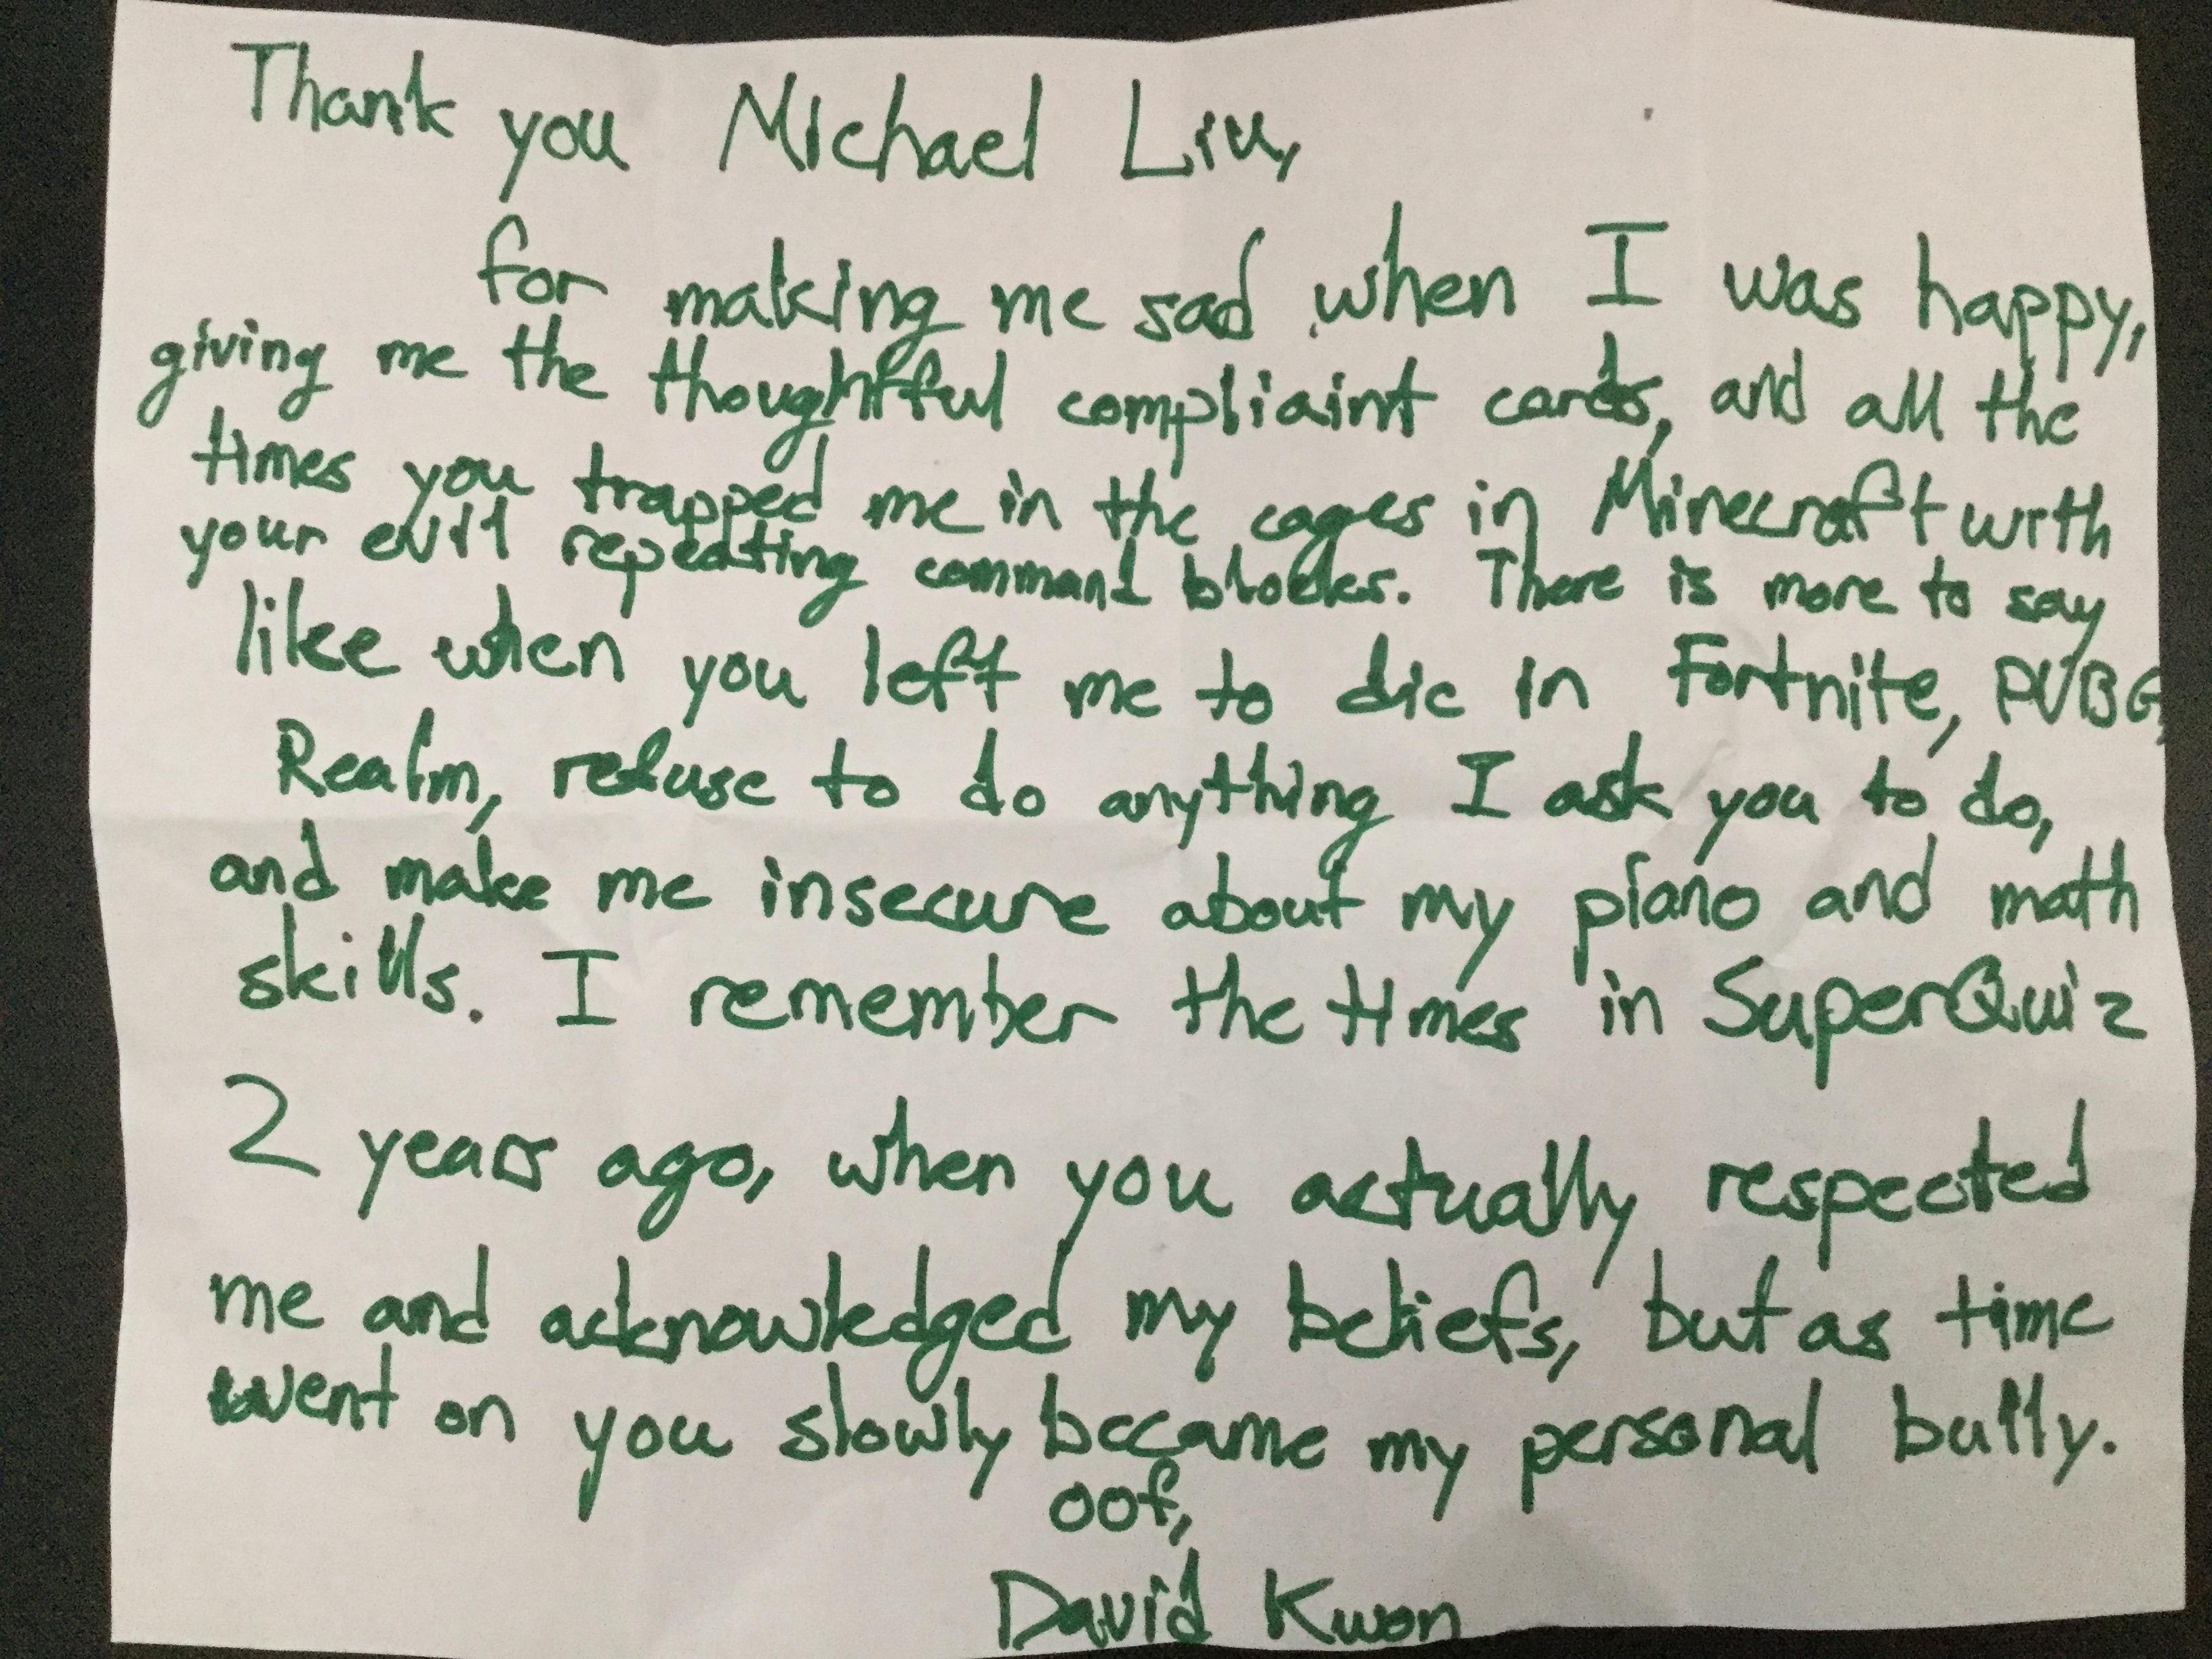 Thank you Michael Liu,
for making me sad when I was happy,
giving me the thoughtful compliaint cards, and all the
times you trapped me in the cages in Minecraft with
your evil repeating command blocks. There is more to say
like when you left me to die in Fortnite, PUBG,
Realm, refuse to do anything I ask you to do,
and make me insecure about my piano and math
skills. I remember the times in SuperQuiz
2 years ago, when you actually respected
me and acknowledged my beliefs, but as time
went on you slowly became my personal bully.
oof,
David Kwon